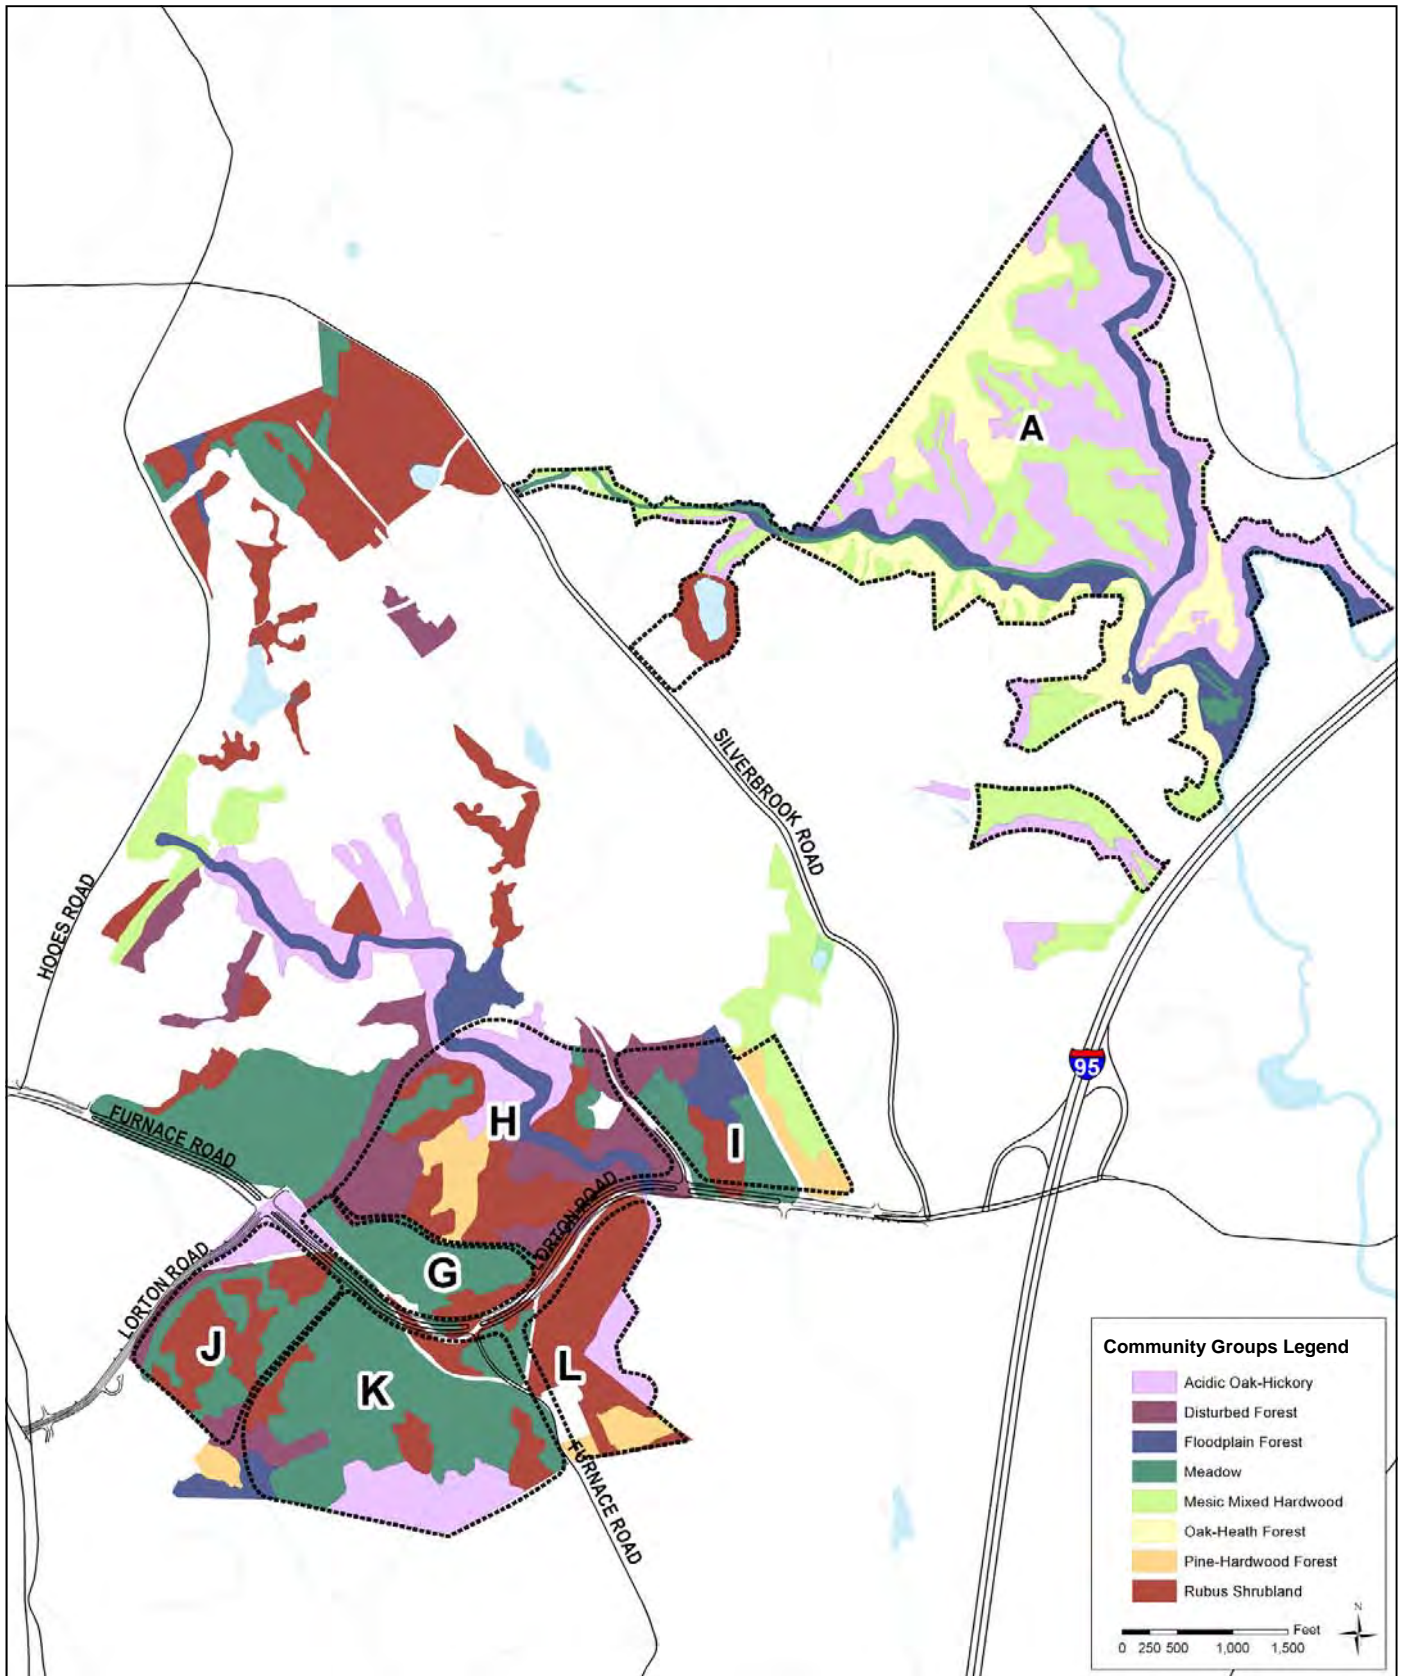 A
SILVERBROOK ROAD
HOOES ROAD
95
FURNACE ROAD
H
I
LORTON ROAD
LORTON ROAD
G
J
K
L
FURNACE ROAD
Community Groups Legend
Acidic Oak-Hickory
Disturbed Forest
Floodplain Forest
Meadow
Mesic Mixed Hardwood
Oak-Heath Forest
Pine-Hardwood Forest
Rubus Shrubland
N
Feet
0 250 500 1,000 1,500